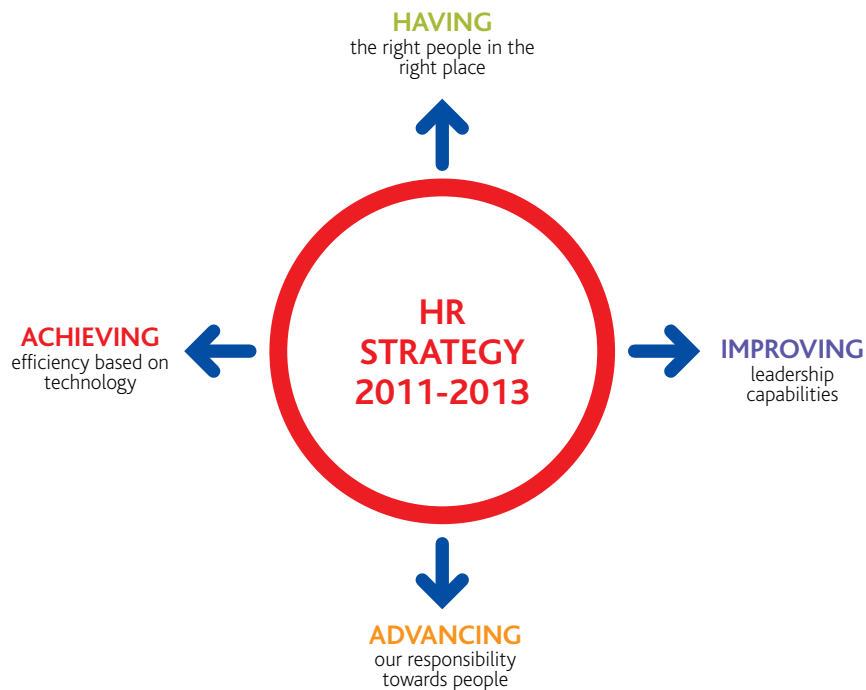 HAVING
the right people in the
right place
ACHIEVING
efficiency based on
technology
HR
STRATEGY
2011-2013
IMPROVING
leadership
capabilities
ADVANCING
our responsibility
towards people